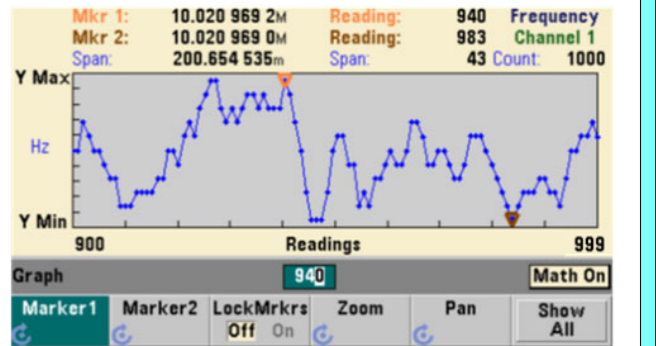 Mkr 1: 10.020 969 2M Reading: 940 Frequency
Mkr 2: 10.020 969 0M Reading: 983 Channel 1
Span: 200.654 535m Span: 43 Count: 1000
Y Max
Hz
Y Min
900 Readings 999
Graph 940 Math On
Marker1 Marker2 LockMrkrs Zoom Pan Show
Off On All